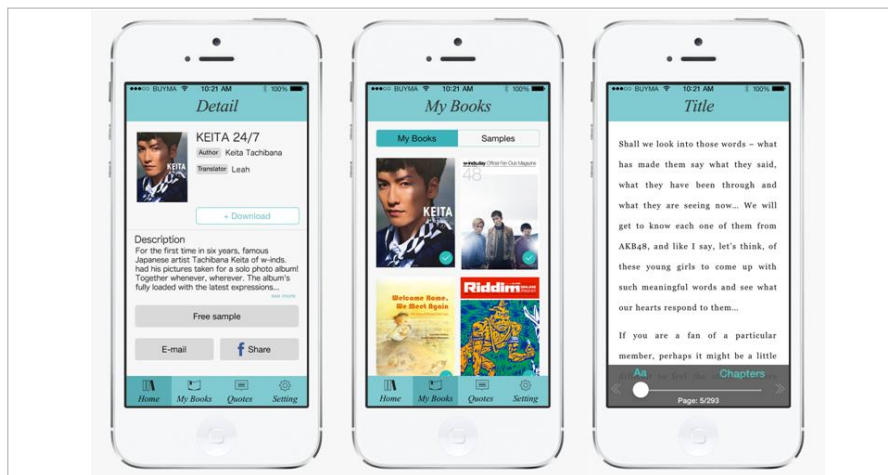 BUYMA 10:21 AM 100%
Detail
KEITA 24/7
Author Keita Tachibana
Translator Leah
KEITA
+ Download
Description
For the first time in six years, famous
Japanese artist Tachibana Keita of w-inds.
had his pictures taken for a solo photo album!
Together whenever, wherever. The album's
fully loaded with the latest expressions...
see more
Free sample
E-mail
f Share
Home My Books Quotes Setting
BUYMA 10:21 AM 100%
My Books
My Books Samples
KEITA
w-inds.day Official Fan Club Magazine
48
Welcome Home,
We Meet Again
Riddim
Home My Books Quotes Setting
BUYMA 10:21 AM 100%
Title
Shall we look into those words – what
has made them say what they said,
what they have been through and
what they are seeing now... We will
get to know each one of them from
AKB48, and like I say, let's think, of
these young girls to come up with
such meaningful words and see what
our hearts respond to them...
If you are a fan of a particular
member, perhaps it might be a little
Aa Chapters
Page: 5/293